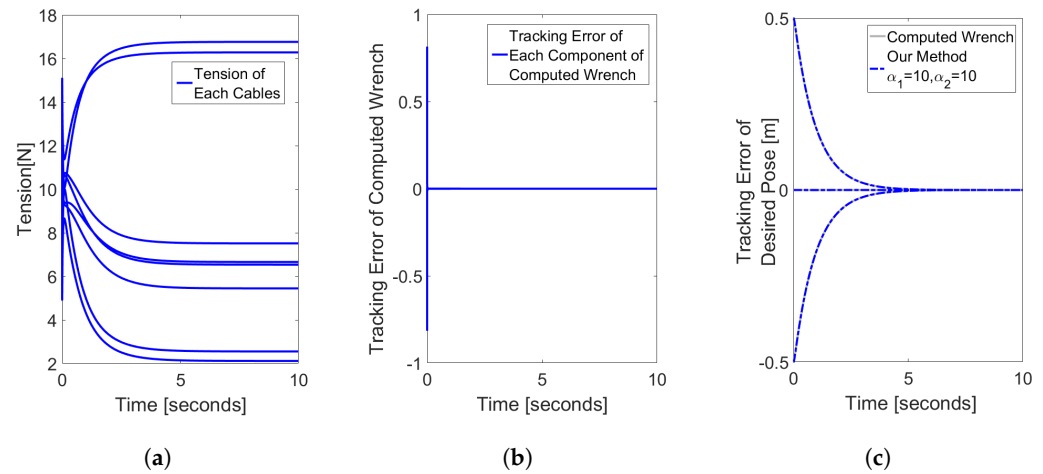 18
16
14
12
10
8
6
4
2
0
5
10
Tension[N]
Time [seconds]
Tension of
Each Cables
(a)
1
0.5
0
-0.5
-1
0
5
10
Tracking Error of Computed Wrench
Time [seconds]
Tracking Error of
Each Component of
Computed Wrench
(b)
0.5
0
-0.5
0
5
10
Tracking Error of
Desired Pose [m]
Time [seconds]
Computed Wrench
Our Method
α₁=10,α₂=10
(c)